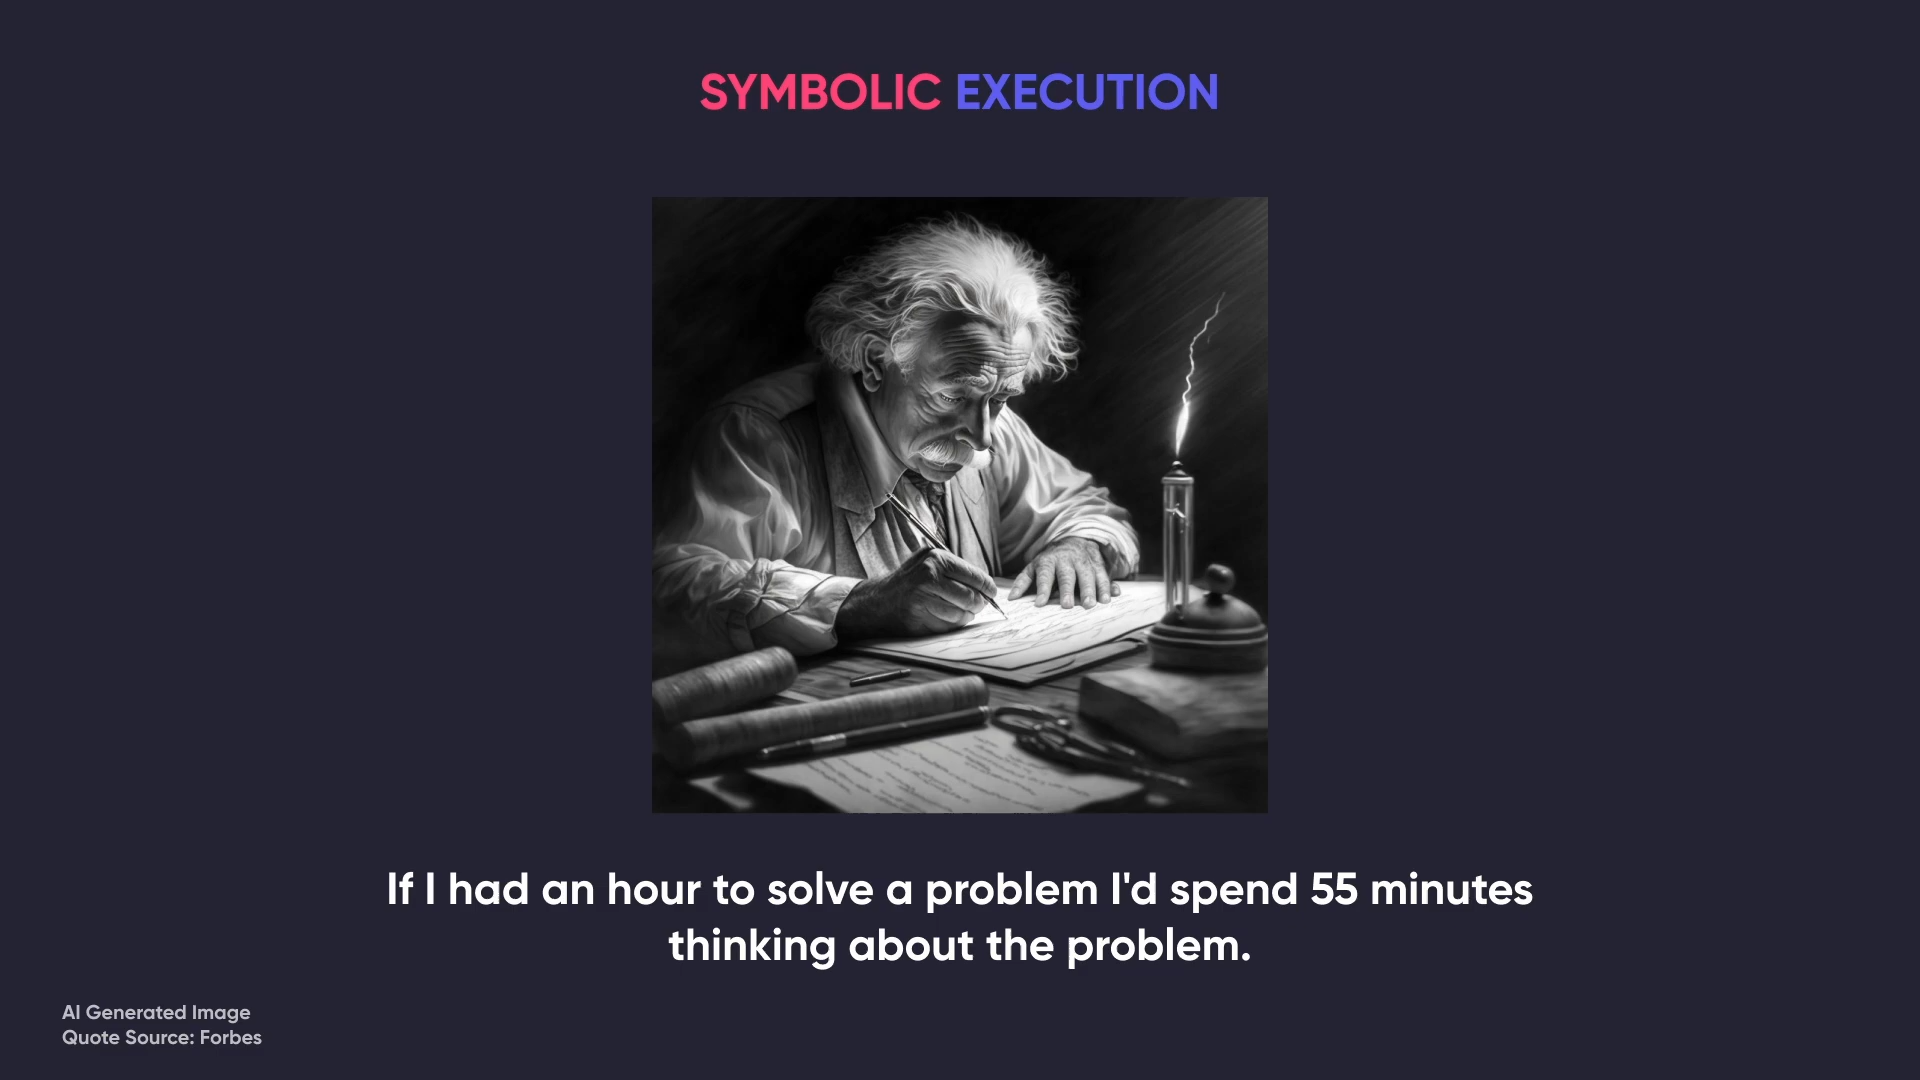 SYMBOLIC EXECUTION
If I had an hour to solve a problem I'd spend 55 minutes
thinking about the problem.
AI Generated Image
Quote Source: Forbes